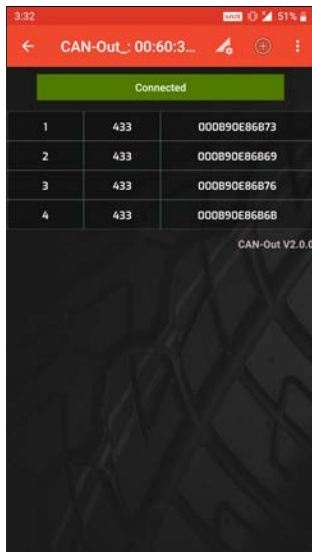 3:32 51%
CAN-Out_: 00:60:3...
Connected
1 433 000B90E86B73
2 433 000B90E86B69
3 433 000B90E86B76
4 433 000B90E86B6B
CAN-Out V2.0.0